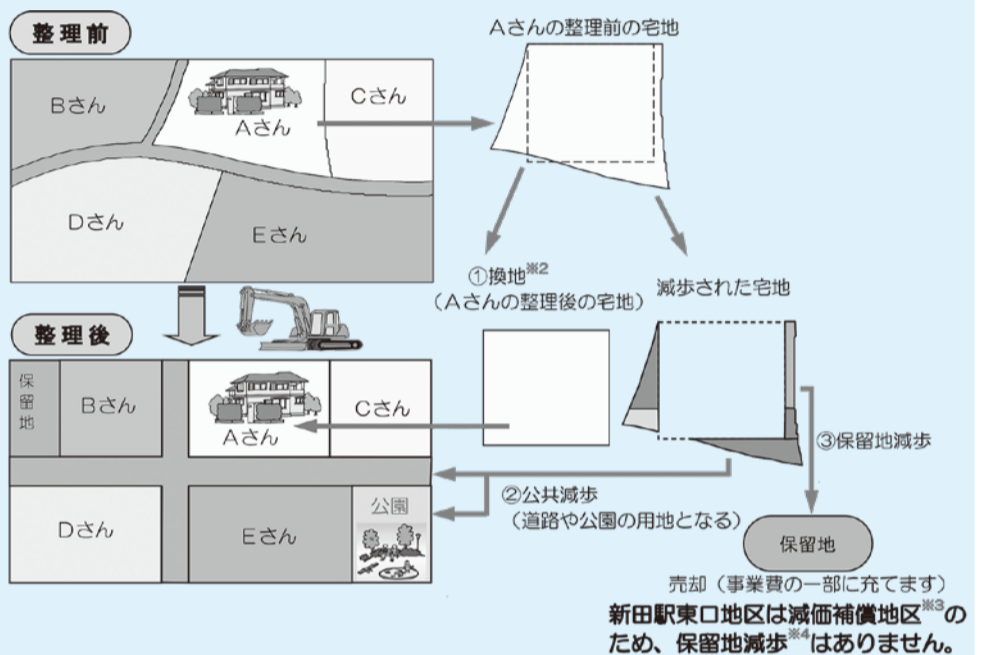 整理前
Bさん
Aさん
Cさん
Dさん
Eさん
Aさんの整理前の宅地
①換地※2
（Aさんの整理後の宅地）
減歩された宅地
整理後
保留地
Bさん
Aさん
Cさん
Dさん
Eさん
公園
②公共減歩
（道路や公園の用地となる）
③保留地減歩
保留地
売却（事業費の一部に充てます）
新田駅東口地区は減価補償地区※3の
ため、保留地減歩※4はありません。